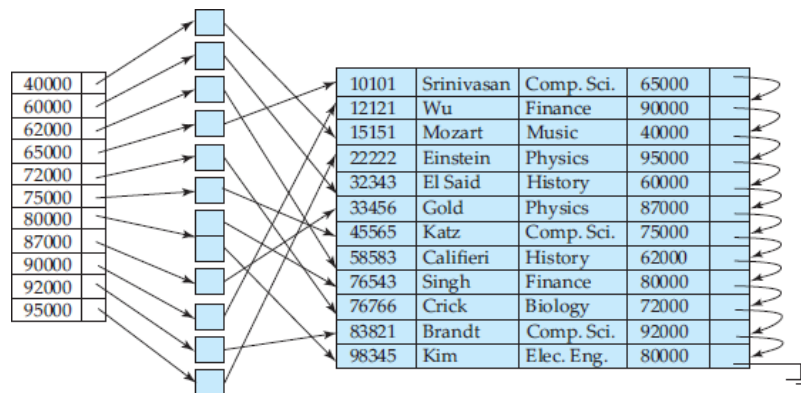 40000
60000
62000
65000
72000
75000
80000
87000
90000
92000
95000
10101 Srinivasan Comp. Sci. 65000
12121 Wu Finance 90000
15151 Mozart Music 40000
22222 Einstein Physics 95000
32343 El Said History 60000
33456 Gold Physics 87000
45565 Katz Comp. Sci. 75000
58583 Califieri History 62000
76543 Singh Finance 80000
76766 Crick Biology 72000
83821 Brandt Comp. Sci. 92000
98345 Kim Elec. Eng. 80000